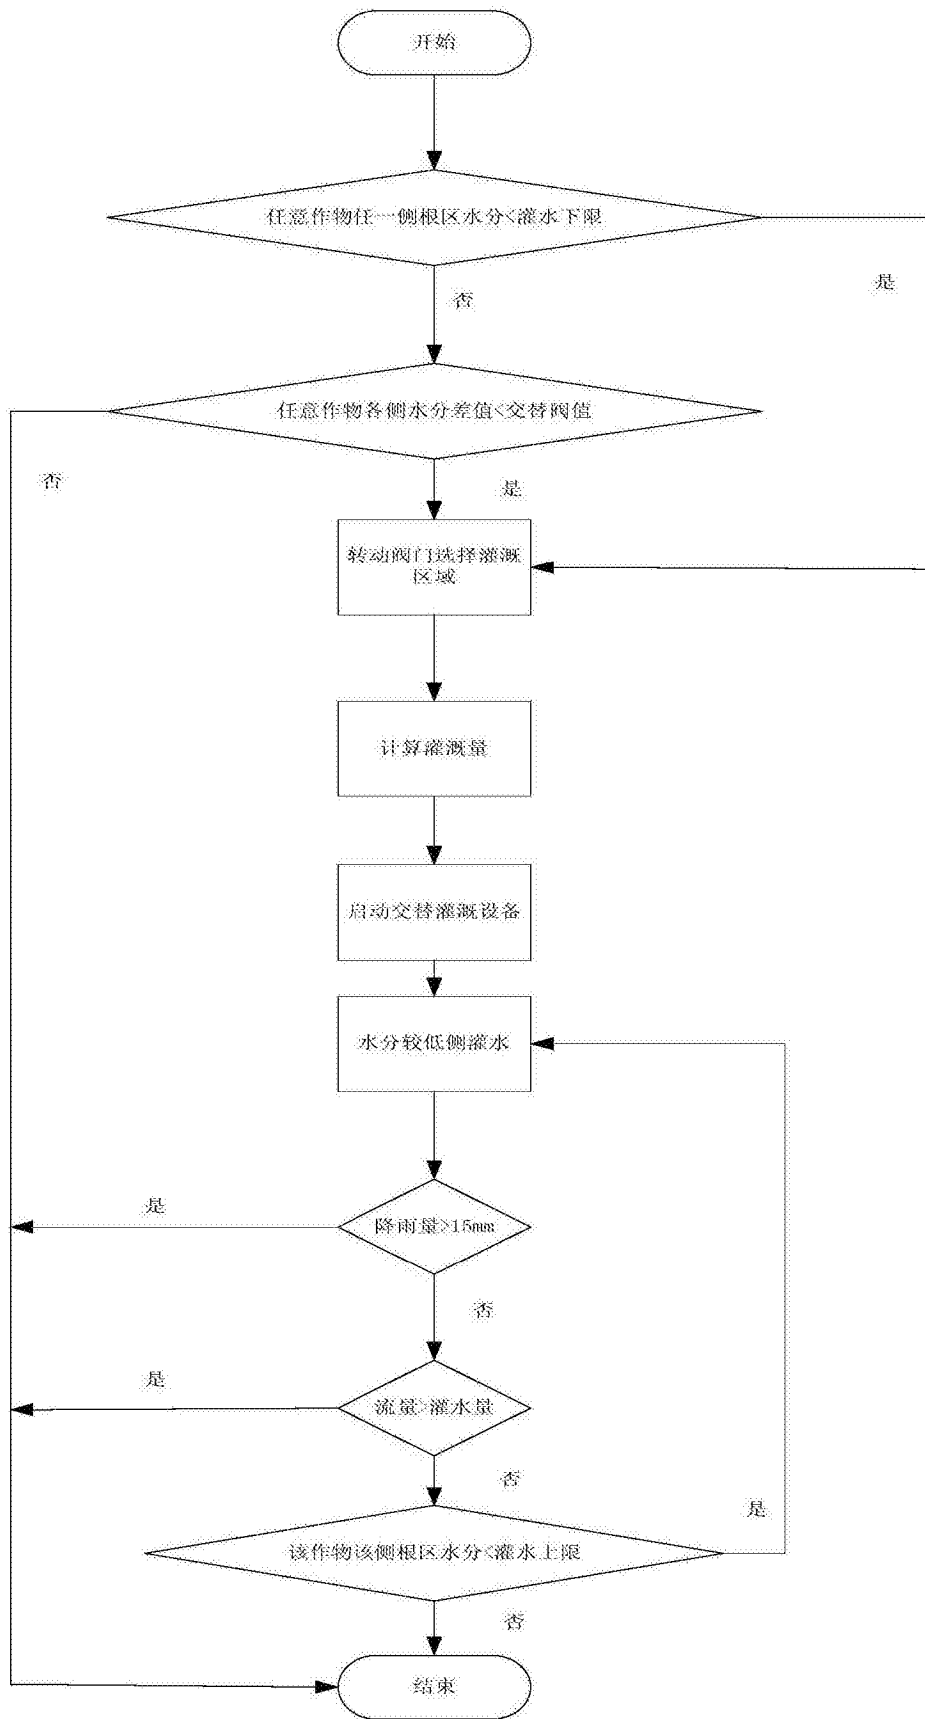 开始
任意作物任一侧根区水分<灌水下限
是
否
任意作物各侧水分差值<交替阀值
否
是
转动阀门选择灌溉
区域
计算灌溉量
启动交替灌溉设备
水分较低侧灌水
是
降雨量>15mm
否
是
流量>灌水量
否
是
该作物该侧根区水分<灌水上限
否
结束